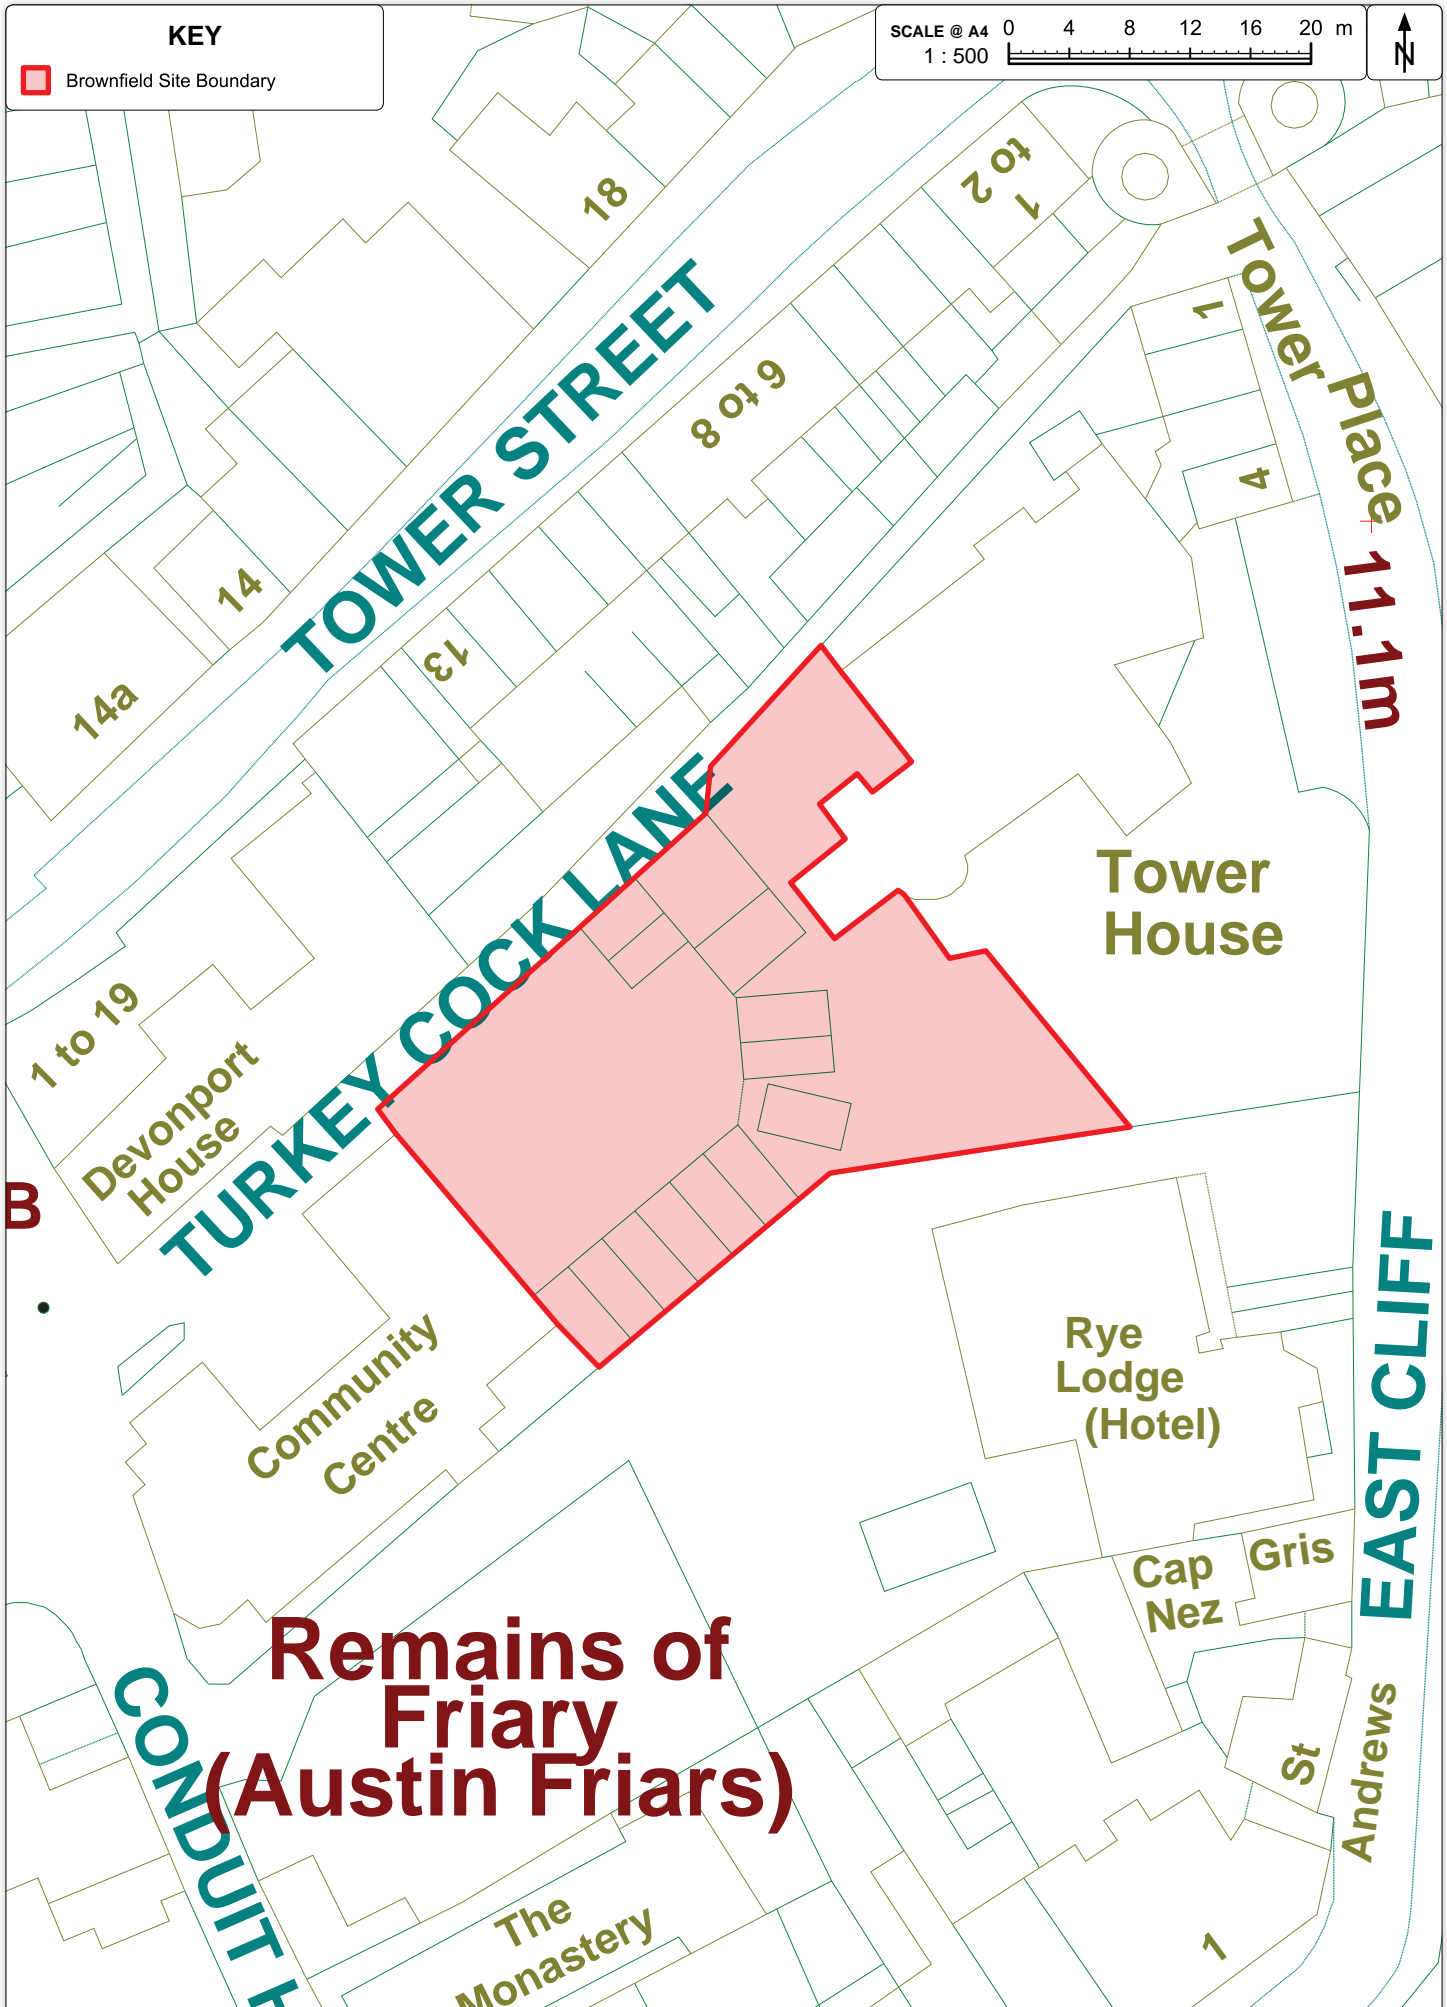 KEY
Brownfield Site Boundary
SCALE @ A4
1 : 500
0 4 8 12 16 20 m
N
18
1 to 2
TOWER STREET
6 to 8
Tower Place
1
4
11.1m
14
13
14a
TURKEY COCK LANE
Tower
House
1 to 19
Devonport
House
B
Community
Centre
Rye
Lodge
(Hotel)
EAST CLIFF
Cap
Nez
Gris
Remains of
Friary
(Austin Friars)
CONDUIT
St
Andrews
The
Monastery
1